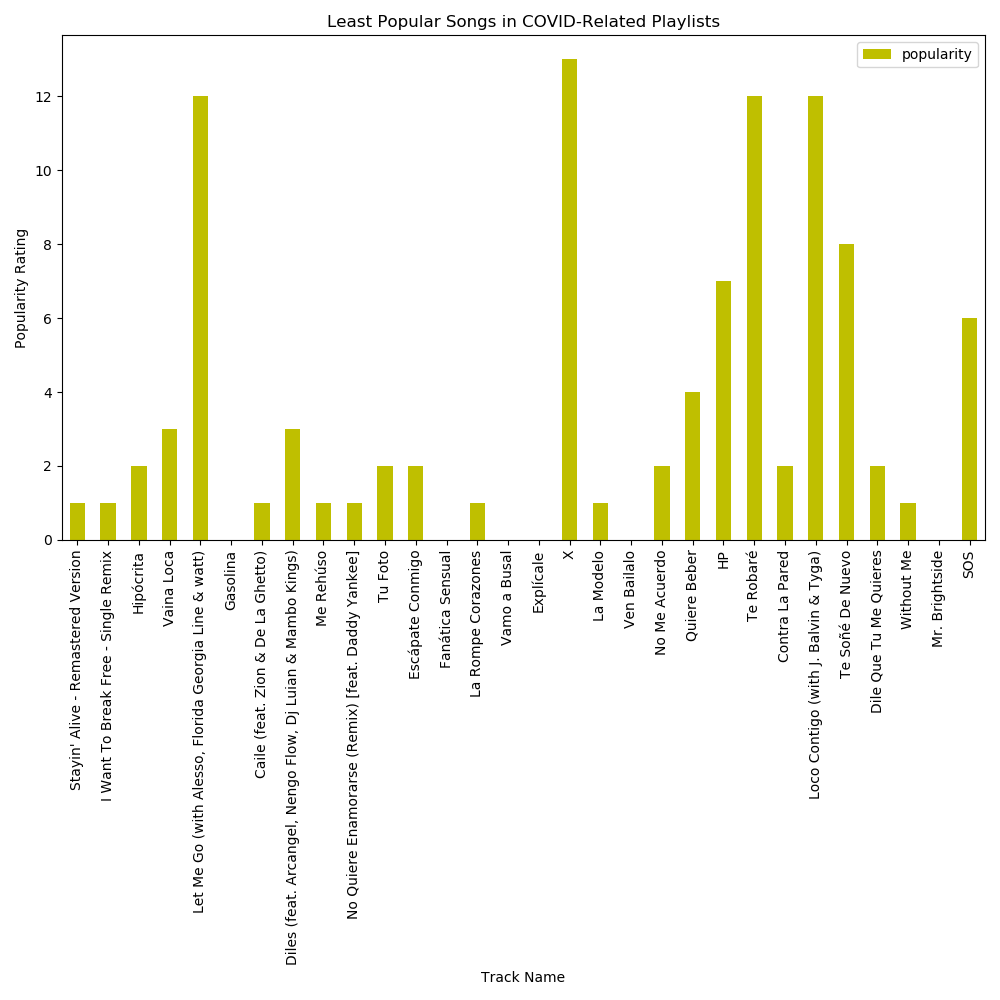 Least Popular Songs in COVID-Related Playlists
popularity
Popularity Rating
12
10
8
6
4
2
0
Stayin' Alive - Remastered Version
I Want To Break Free - Single Remix
Hipócrita
Vaina Loca
Let Me Go (with Alesso, Florida Georgia Line & watt)
Gasolina
Caile (feat. Zion & De La Ghetto)
Diles (feat. Arcangel, Nengo Flow, Dj Luian & Mambo Kings)
Me Rehúso
No Quiere Enamorarse (Remix) [feat. Daddy Yankee]
Tu Foto
Escápate Conmigo
Fanática Sensual
La Rompe Corazones
Vamo a Busal
Explícale
X
La Modelo
Ven Bailalo
No Me Acuerdo
Quiere Beber
HP
Te Robaré
Contra La Pared
Loco Contigo (with J. Balvin & Tyga)
Te Soñé De Nuevo
Dile Que Tu Me Quieres
Without Me
Mr. Brightside
SOS
Track Name